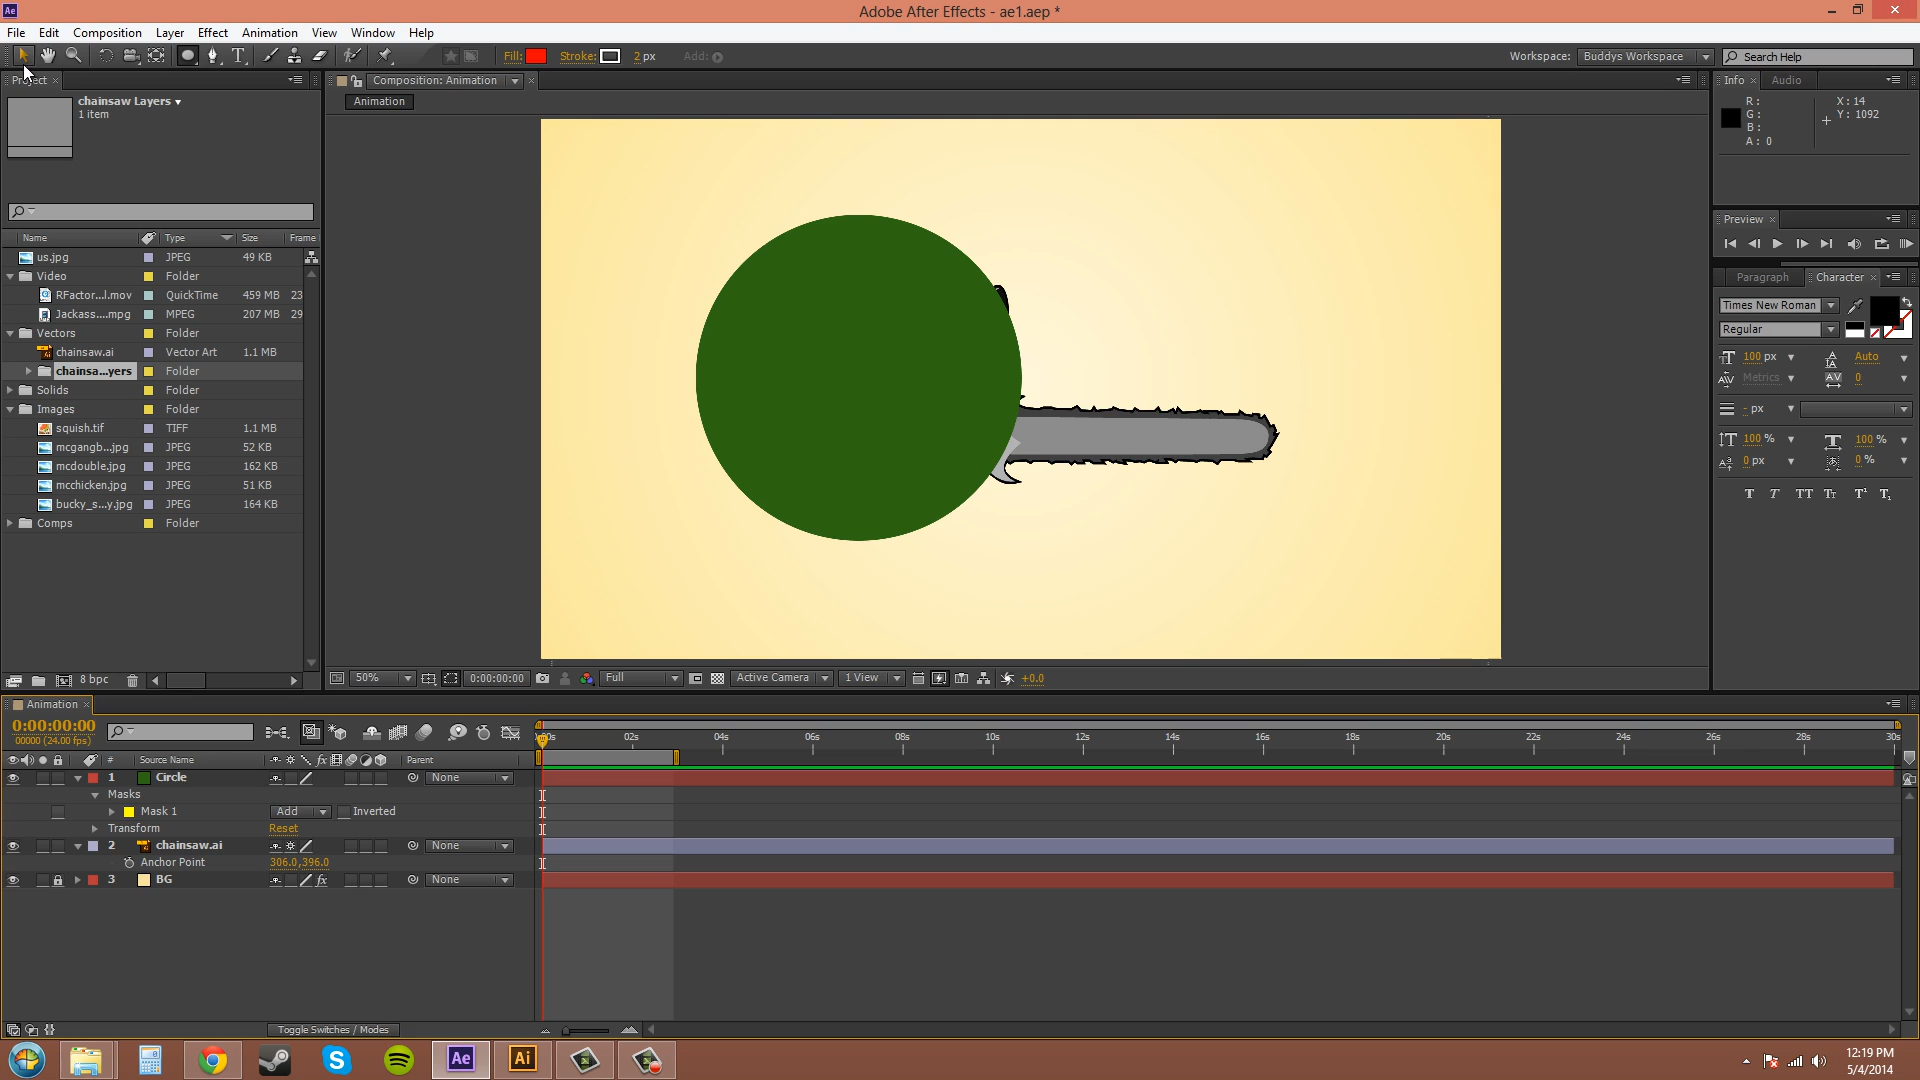 Ae
Adobe After Effects - ae1.aep *
File Edit Composition Layer Effect Animation View Window Help
Fill: Stroke: 2 px Add: Workspace: Buddys Workspace Search Help
Project Composition: Animation Info Audio
chainsaw Layers
1 item
Animation
R: X: 14
G: Y: 1092
B:
A: 0
Preview
Name Type Size Frame
us.jpg JPEG 49 KB
Video Folder
RFactor...l.mov QuickTime 459 MB 23
Jackass....mpg MPEG 207 MB 29
Vectors Folder
chainsaw.ai Vector Art 1.1 MB
chainsa...yers Folder
Solids Folder
Images Folder
squish.tif TIFF 1.1 MB
mcgangb...jpg JPEG 52 KB
mcdouble.jpg JPEG 162 KB
mcchicken.jpg JPEG 51 KB
bucky_s...y.jpg JPEG 164 KB
Comps Folder
Paragraph Character
Times New Roman
Regular
100 px Auto
Metrics 0
- px
100 % 100 %
0 px 0 %
T T TT Tt T¹ T₁
8 bpc
50% 0:00:00:00 Full Active Camera 1 View +0.0
Animation
0:00:00:00
00000 (24.00 fps)
02s 04s 06s 08s 10s 12s 14s 16s 18s 20s 22s 24s 26s 28s 30s
# Source Name fx Parent
1 Circle None
Masks
Mask 1 Add Inverted
Transform Reset
2 chainsaw.ai None
Anchor Point 306.0,396.0
3 BG fx None
Toggle Switches / Modes
Ae Ai
12:19 PM
5/4/2014